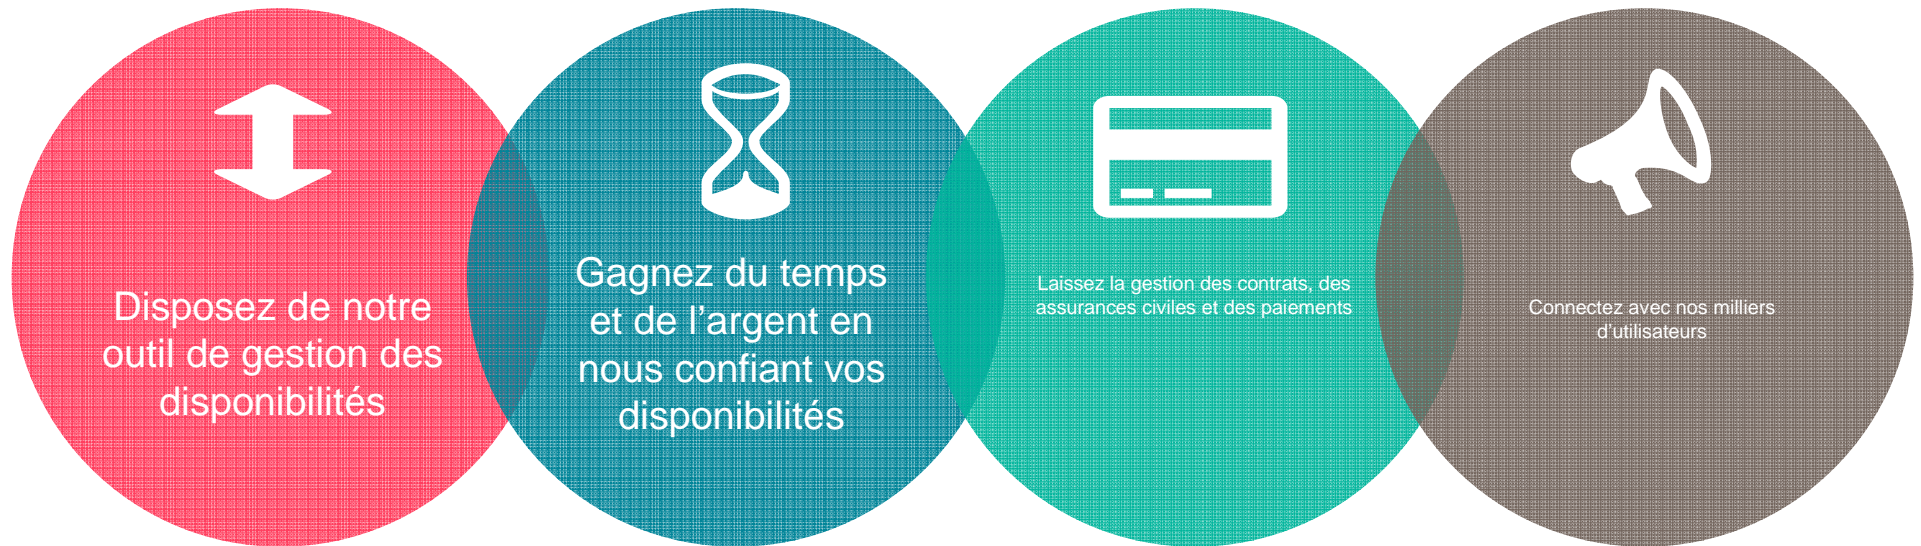 Disposez de notre
outil de gestion des
disponibilités
Gagnez du temps
et de l'argent en
nous confiant vos
disponibilités
Laissez la gestion des contrats, des
assurances civiles et des paiements
Connectez avec nos milliers
d'utilisateurs